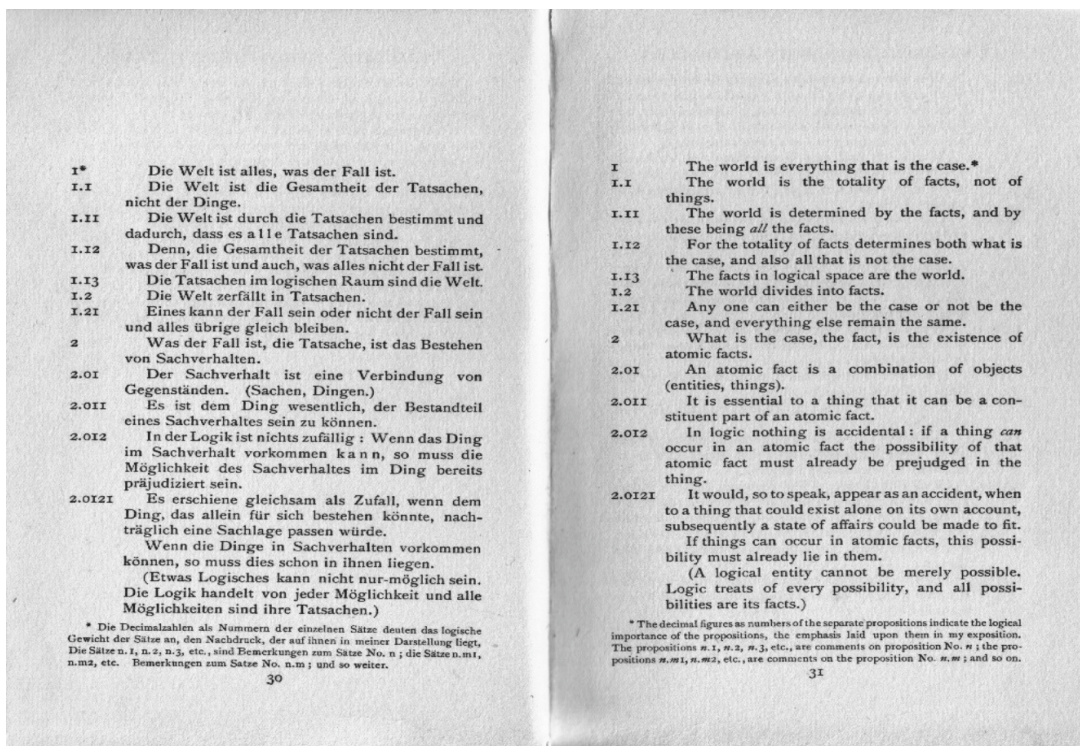 1* Die Welt ist alles, was der Fall ist.
1.1 Die Welt ist die Gesamtheit der Tatsachen,
nicht der Dinge.
1.11 Die Welt ist durch die Tatsachen bestimmt und
dadurch, dass es alle Tatsachen sind.
1.12 Denn, die Gesamtheit der Tatsachen bestimmt,
was der Fall ist und auch, was alles nicht der Fall ist.
1.13 Die Tatsachen im logischen Raum sind die Welt.
1.2 Die Welt zerfällt in Tatsachen.
1.21 Eines kann der Fall sein oder nicht der Fall sein
und alles übrige gleich bleiben.
2 Was der Fall ist, die Tatsache, ist das Bestehen
von Sachverhalten.
2.01 Der Sachverhalt ist eine Verbindung von
Gegenständen. (Sachen, Dingen.)
2.011 Es ist dem Ding wesentlich, der Bestandteil
eines Sachverhaltes sein zu können.
2.012 In der Logik ist nichts zufällig : Wenn das Ding
im Sachverhalt vorkommen kann, so muss die
Möglichkeit des Sachverhaltes im Ding bereits
präjudiziert sein.
2.0121 Es erschiene gleichsam als Zufall, wenn dem
Ding, das allein für sich bestehen könnte, nach-
träglich eine Sachlage passen würde.
Wenn die Dinge in Sachverhalten vorkommen
können, so muss dies schon in ihnen liegen.
(Etwas Logisches kann nicht nur-möglich sein.
Die Logik handelt von jeder Möglichkeit und alle
Möglichkeiten sind ihre Tatsachen.)
* Die Decimalzahlen als Nummern der einzelnen Sätze deuten das logische
Gewicht der Sätze an, den Nachdruck, der auf ihnen in meiner Darstellung liegt,
Die Sätze n.1, n.2, n.3, etc., sind Bemerkungen zum Sätze No. n ; die Sätze n.m1,
n.m2, etc. Bemerkungen zum Satze No. n.m ; und so weiter.
30
1 The world is everything that is the case.*
1.1 The world is the totality of facts, not of
things.
1.11 The world is determined by the facts, and by
these being all the facts.
1.12 For the totality of facts determines both what is
the case, and also all that is not the case.
1.13 The facts in logical space are the world.
1.2 The world divides into facts.
1.21 Any one can either be the case or not be the
case, and everything else remain the same.
2 What is the case, the fact, is the existence of
atomic facts.
2.01 An atomic fact is a combination of objects
(entities, things).
2.011 It is essential to a thing that it can be a con-
stituent part of an atomic fact.
2.012 In logic nothing is accidental : if a thing can
occur in an atomic fact the possibility of that
atomic fact must already be prejudged in the
thing.
2.0121 It would, so to speak, appear as an accident, when
to a thing that could exist alone on its own account,
subsequently a state of affairs could be made to fit.
If things can occur in atomic facts, this possi-
bility must already lie in them.
(A logical entity cannot be merely possible.
Logic treats of every possibility, and all possi-
bilities are its facts.)
* The decimal figures as numbers of the separate propositions indicate the logical
importance of the propositions, the emphasis laid upon them in my exposition.
The propositions n.1, n.2, n.3, etc., are comments on proposition No. n ; the pro-
positions n.m1, n.m2, etc., are comments on the proposition No. n.m ; and so on.
31